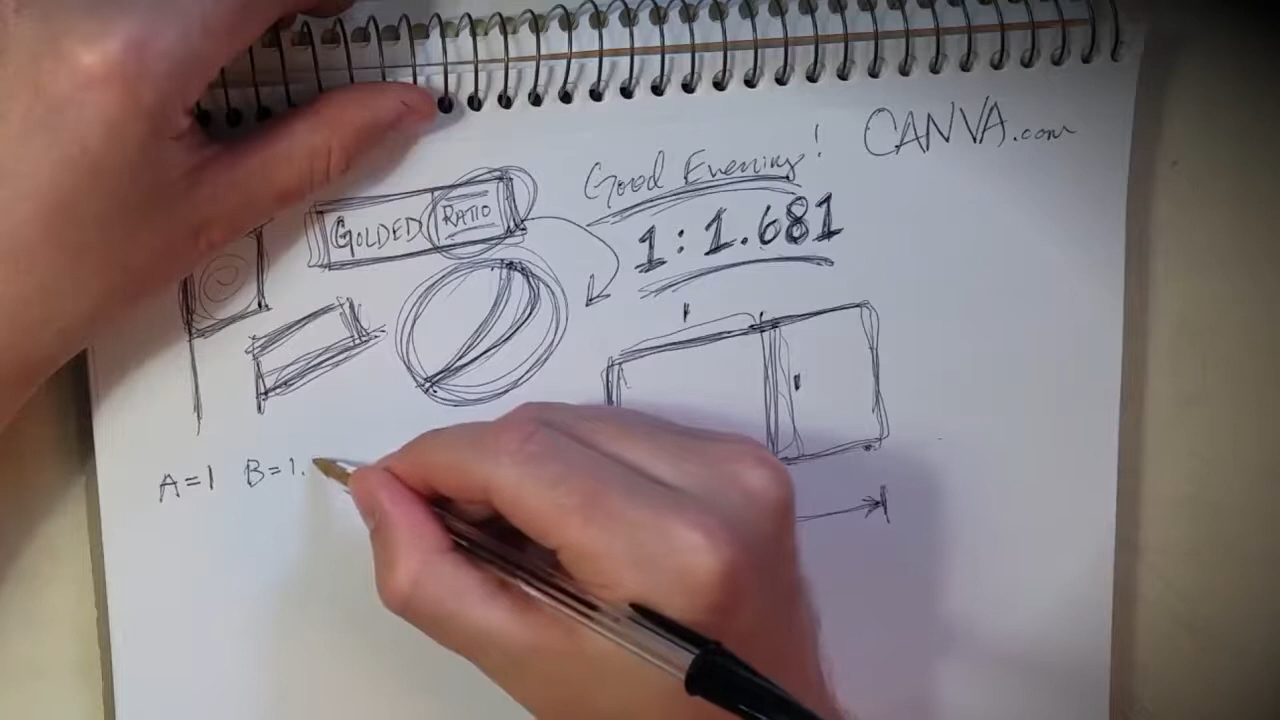 CANVA.com
Good Evening!
GOLDED RATIO
1:1.681
A=1 B=1.